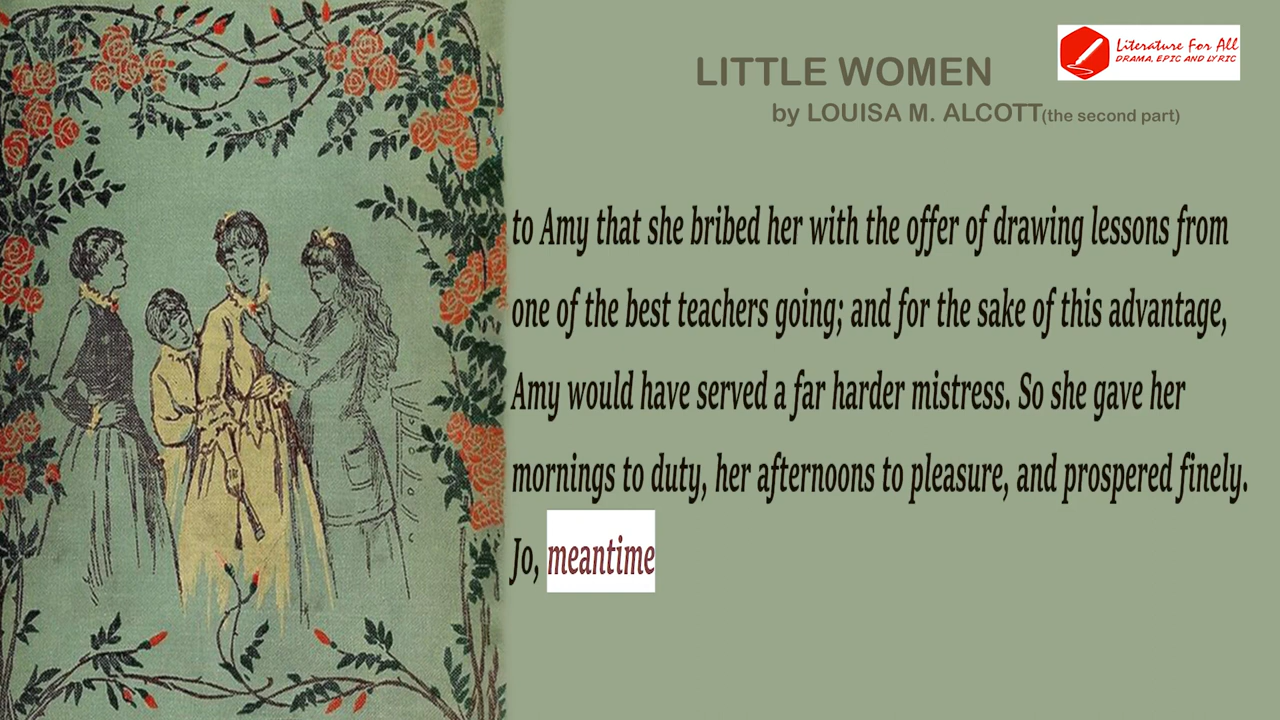 LITTLE WOMEN
by LOUISA M. ALCOTT(the second part)
Literature For All
DRAMA, EPIC AND LYRIC
to Amy that she bribed her with the offer of drawing lessons from
one of the best teachers going; and for the sake of this advantage,
Amy would have served a far harder mistress. So she gave her
mornings to duty, her afternoons to pleasure, and prospered finely.
Jo, meantime